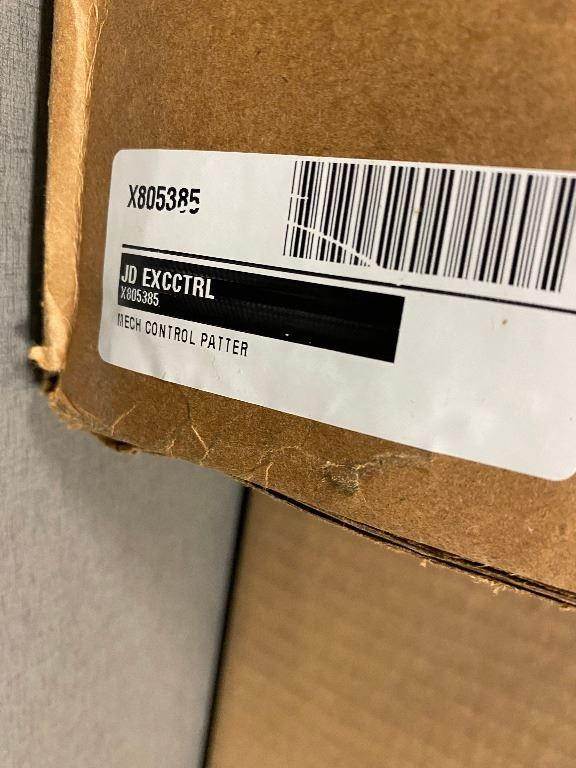 X805385
JD EXCCTRL
X805385
MECH CONTROL PATTER